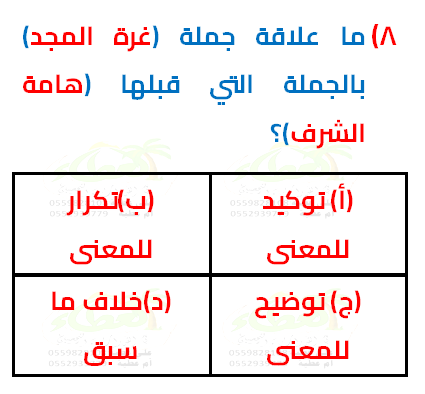 ٨) ما علاقة جملة (غرة المجد)
بالجملة التي قبلها (هامة
الشرف)؟
(أ) توكيد
للمعنى
(ب)تكرار
للمعنى
(ج) توضيح
للمعنى
(د)خلاف ما
سبق